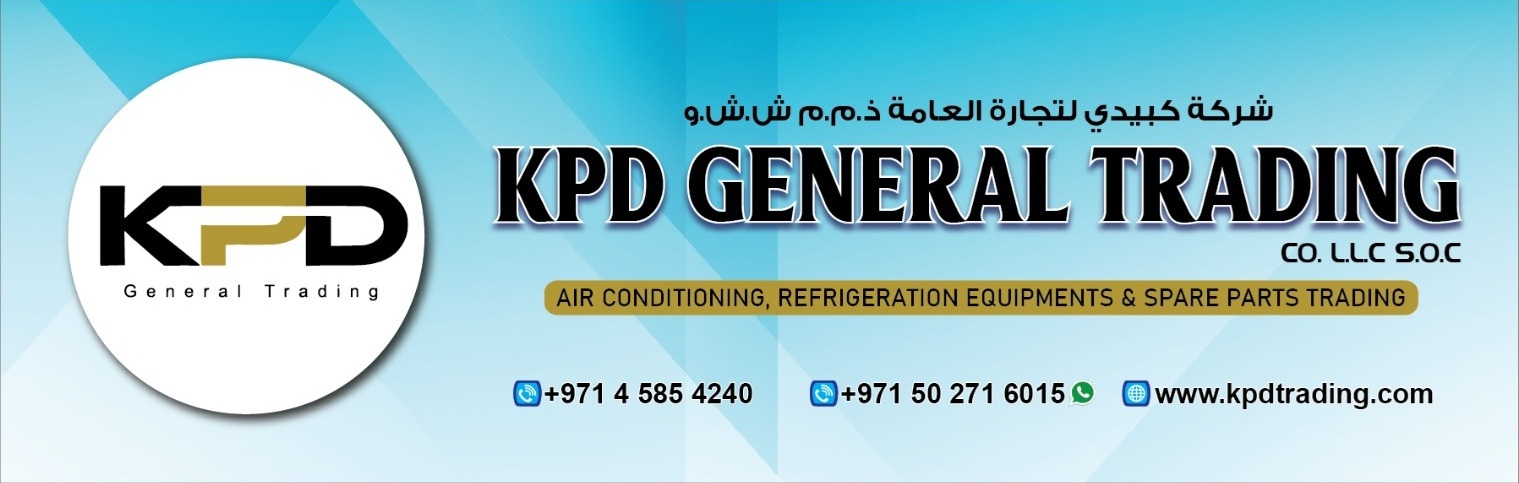 KPD
General Trading
شركة كبيدي لتجارة العامة ذ.م.م ش.ش.و
KPD GENERAL TRADING
CO. L.L.C S.O.C
AIR CONDITIONING, REFRIGERATION EQUIPMENTS & SPARE PARTS TRADING
+971 4 585 4240 +971 50 271 6015 www.kpdtrading.com